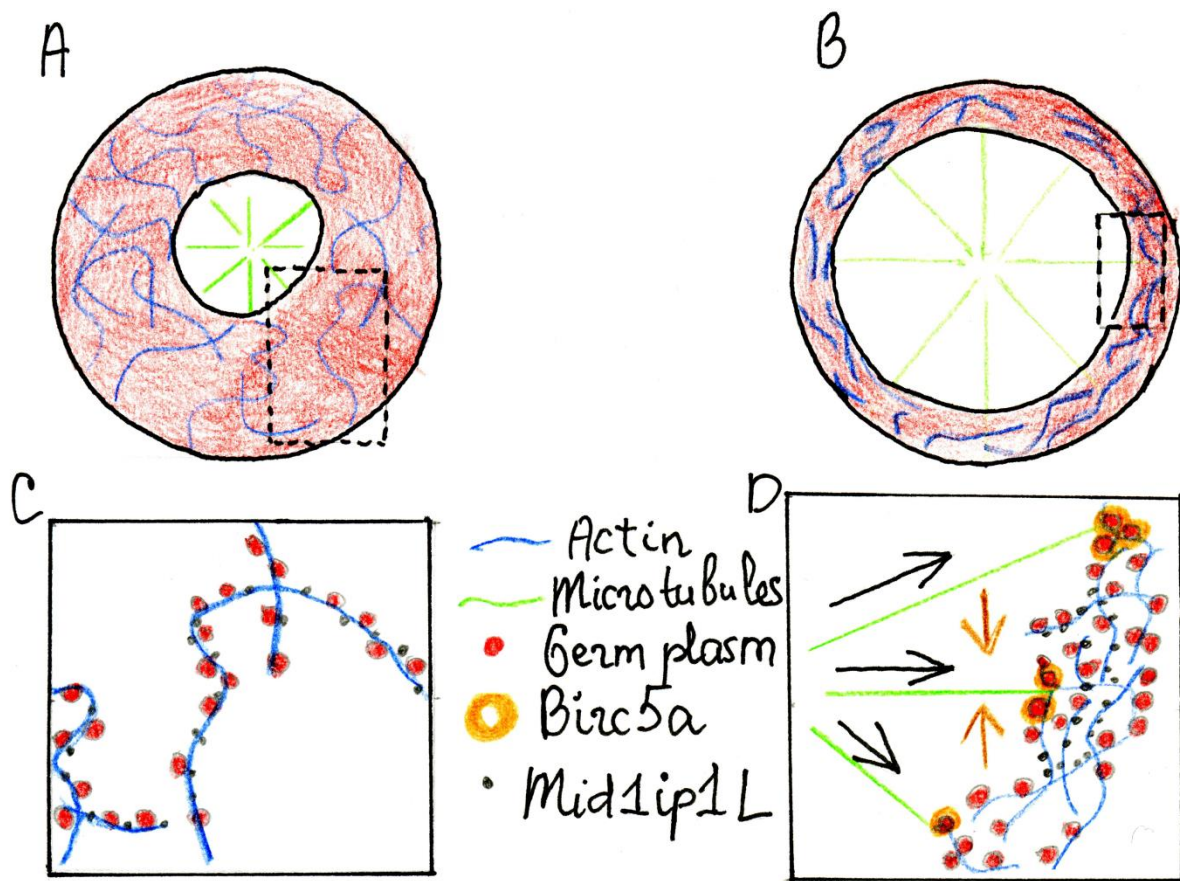 A
B
C
D
Actin
Microtubules
Germ plasm
Birc5a
Mid1ip1L